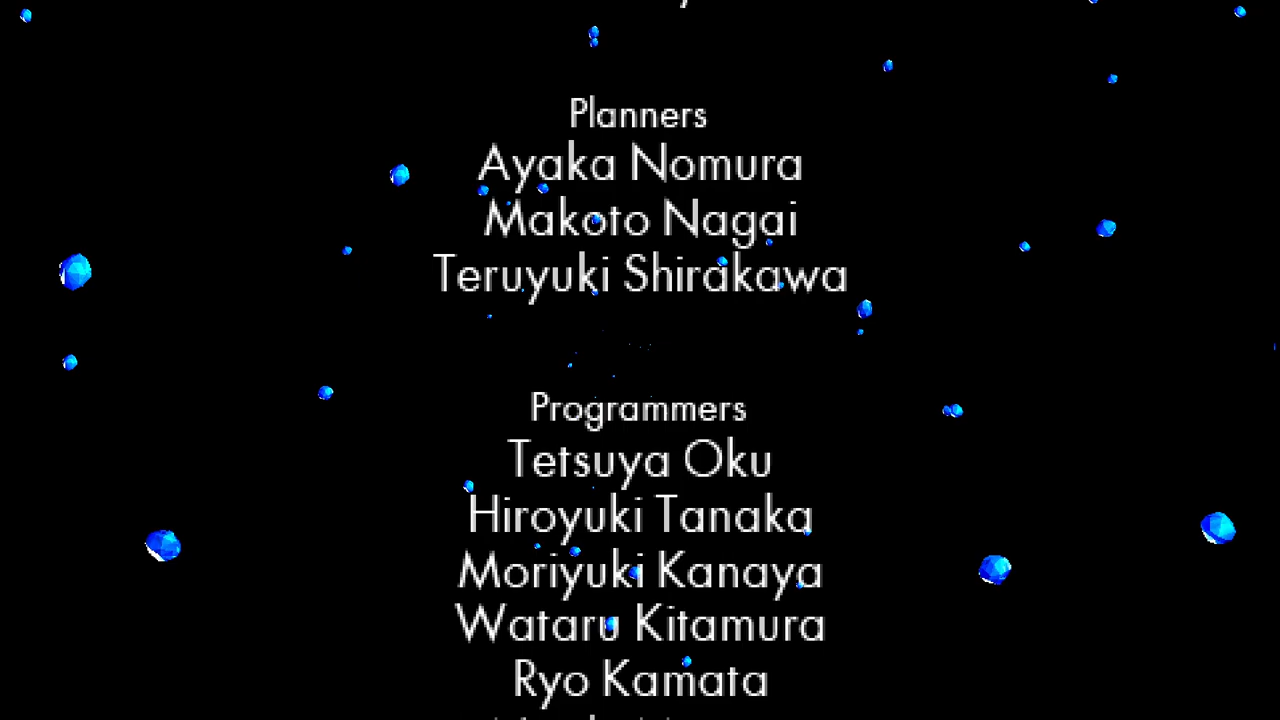 Planners
Ayaka Nomura
Makoto Nagai
Teruyuki Shirakawa
Programmers
Tetsuya Oku
Hiroyuki Tanaka
Moriyuki Kanaya
Wataru Kitamura
Ryo Kamata